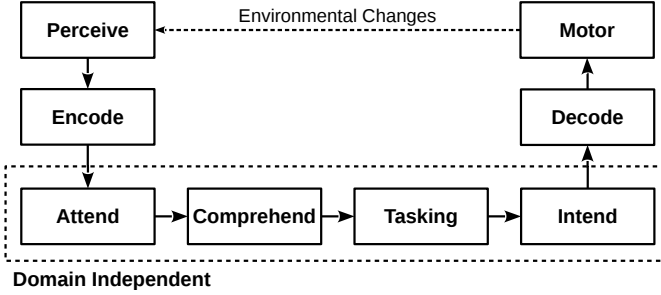 Perceive
Environmental Changes
Motor
Encode
Decode
Attend
Comprehend
Tasking
Intend
Domain Independent